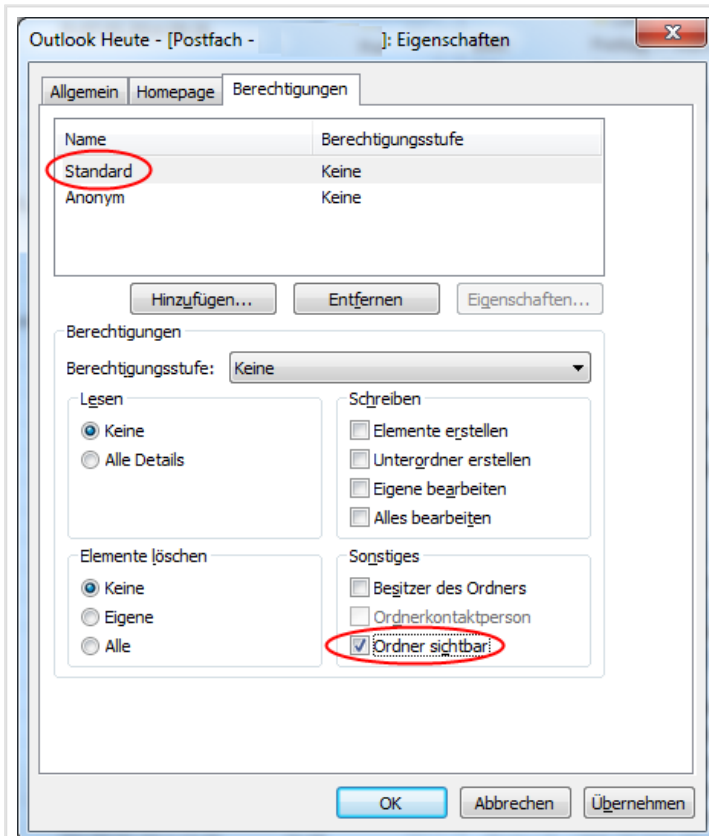 Outlook Heute - [Postfach - ]: Eigenschaften
Allgemein Homepage Berechtigungen
Name Berechtigungsstufe
Standard Keine
Anonym Keine
Hinzufügen... Entfernen Eigenschaften...
Berechtigungen
Berechtigungsstufe: Keine
Lesen Schreiben
Keine Elemente erstellen
Alle Details Unterordner erstellen
Eigene bearbeiten
Alles bearbeiten
Elemente löschen Sonstiges
Keine Besitzer des Ordners
Eigene Ordnerkontaktperson
Alle Ordner sichtbar
OK Abbrechen Übernehmen